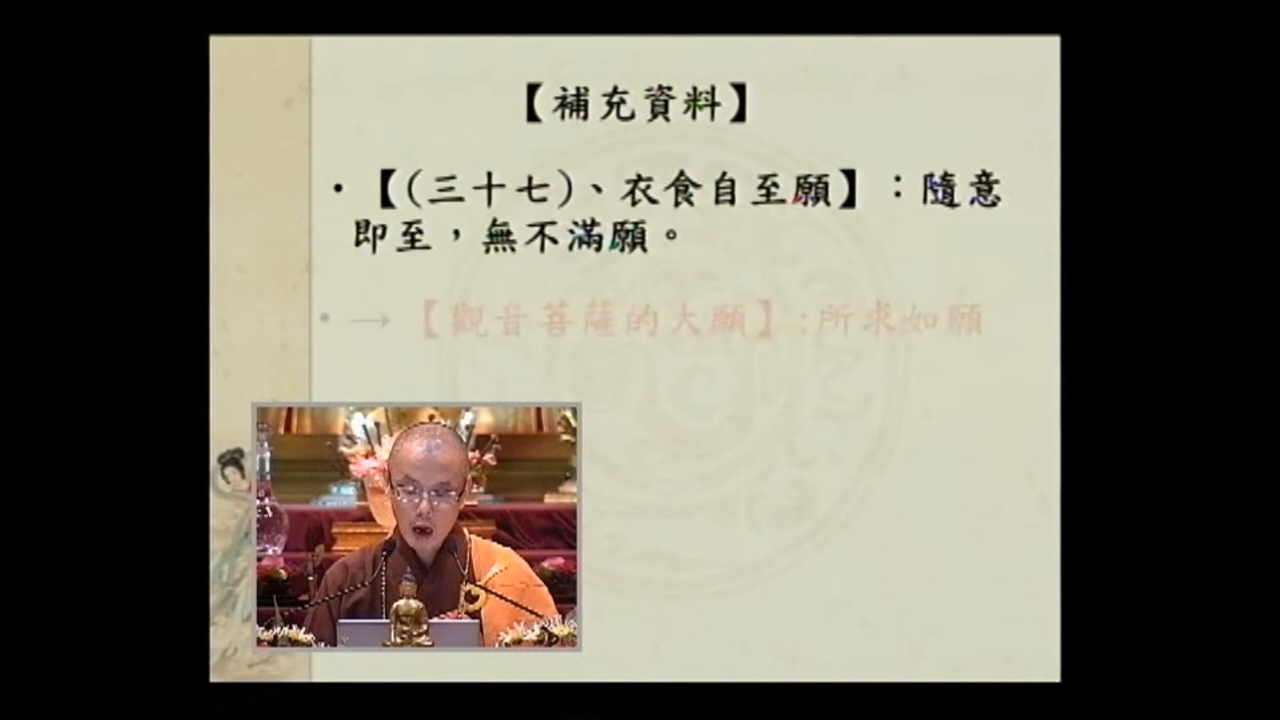 【補充資料】
•【(三十七)、衣食自至願】：隨意
即至，無不滿願。
• → 【觀音菩薩的大願】:所求如願